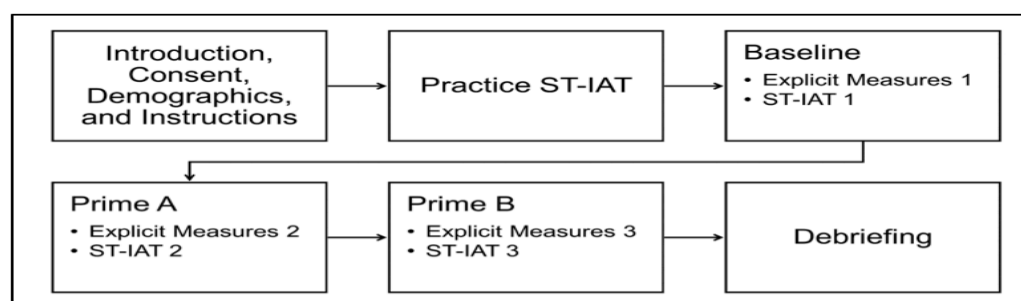 Introduction,
Consent,
Demographics,
and Instructions
Practice ST-IAT
Baseline
• Explicit Measures 1
• ST-IAT 1
Prime A
• Explicit Measures 2
• ST-IAT 2
Prime B
• Explicit Measures 3
• ST-IAT 3
Debriefing